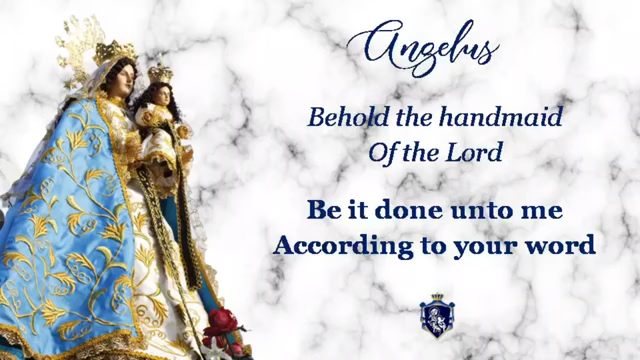 Angelus
Behold the handmaid
Of the Lord
Be it done unto me
According to your word